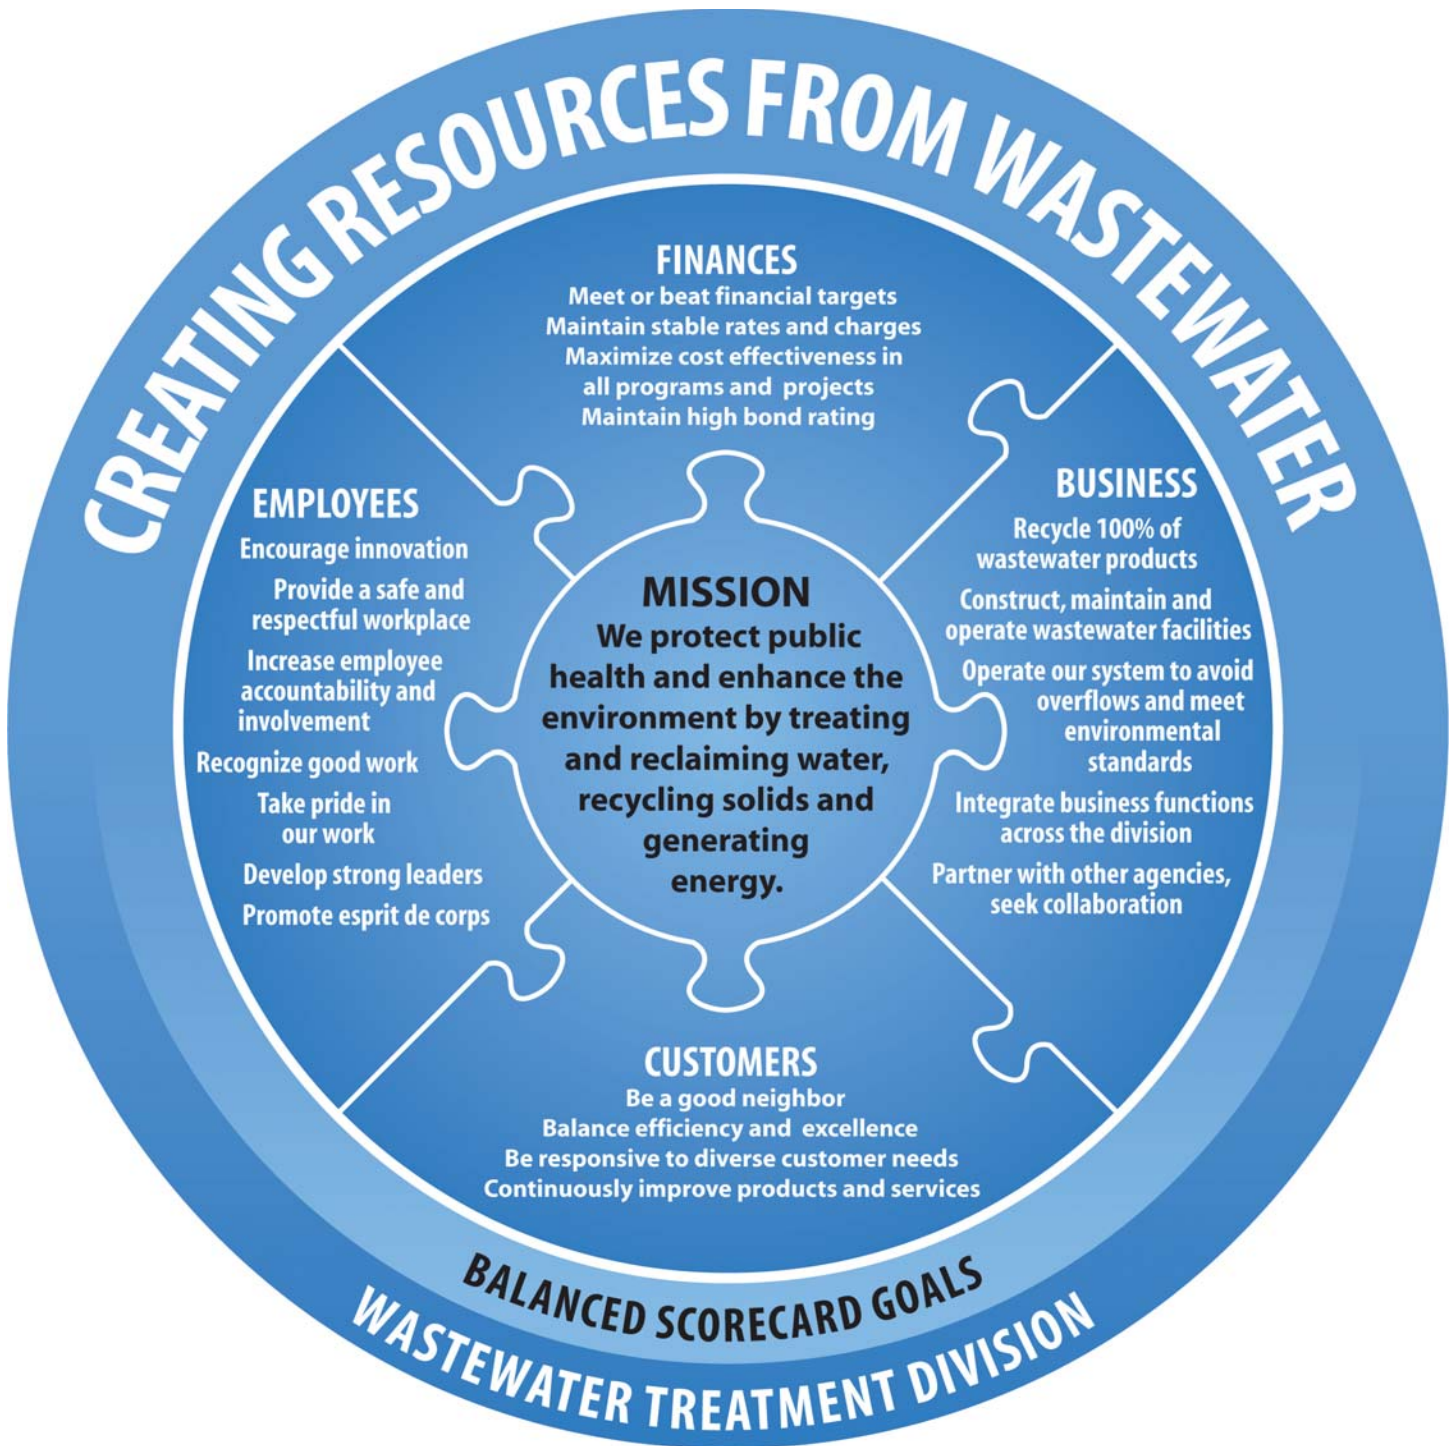 CREATING RESOURCES FROM WASTEWATER
FINANCES
Meet or beat financial targets
Maintain stable rates and charges
Maximize cost effectiveness in
all programs and projects
Maintain high bond rating
EMPLOYEES
Encourage innovation
Provide a safe and
respectful workplace
Increase employee
accountability and
involvement
Recognize good work
Take pride in
our work
Develop strong leaders
Promote esprit de corps
MISSION
We protect public
health and enhance the
environment by treating
and reclaiming water,
recycling solids and
generating
energy.
BUSINESS
Recycle 100% of
wastewater products
Construct, maintain and
operate wastewater facilities
Operate our system to avoid
overflows and meet
environmental
standards
Integrate business functions
across the division
Partner with other agencies,
seek collaboration
CUSTOMERS
Be a good neighbor
Balance efficiency and excellence
Be responsive to diverse customer needs
Continuously improve products and services
BALANCED SCORECARD GOALS
WASTEWATER TREATMENT DIVISION